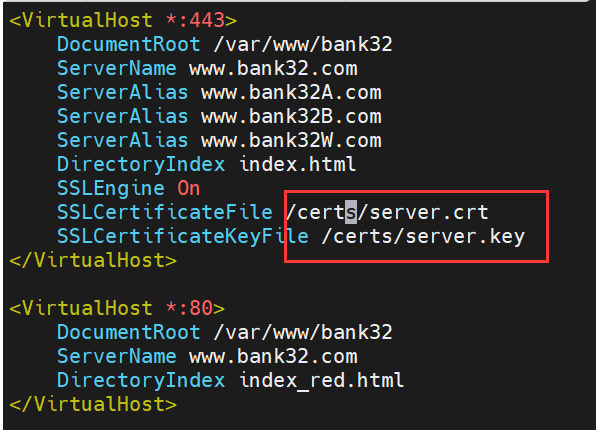 <VirtualHost *:443>
DocumentRoot /var/www/bank32
ServerName www.bank32.com
ServerAlias www.bank32A.com
ServerAlias www.bank32B.com
ServerAlias www.bank32W.com
DirectoryIndex index.html
SSLEngine On
SSLCertificateFile /certs/server.crt
SSLCertificateKeyFile /certs/server.key
</VirtualHost>
<VirtualHost *:80>
DocumentRoot /var/www/bank32
ServerName www.bank32.com
DirectoryIndex index_red.html
</VirtualHost>